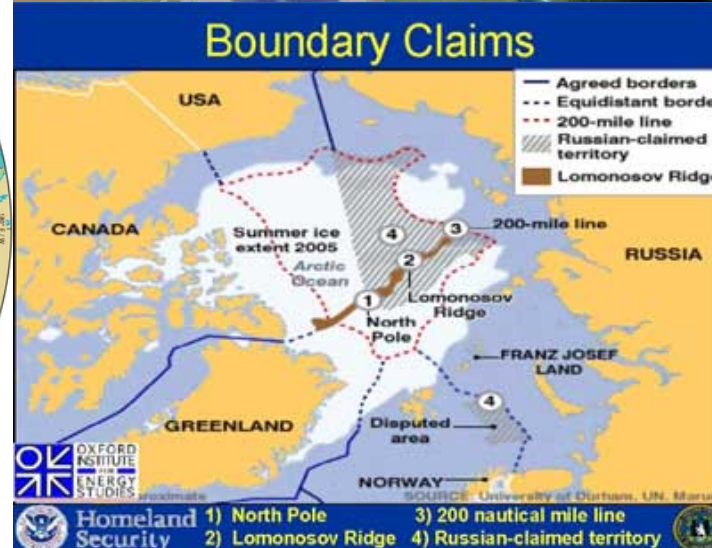 Boundary Claims
Agreed borders
Equidistant border
200-mile line
Russian-claimed
territory
Lomonosov Ridge
USA
CANADA
Summer ice
extent 2005
Arctic
Ocean
4
3
200-mile line
2
RUSSIA
1
Lomonosov
Ridge
North
Pole
FRANZ JOSEF
LAND
4
GREENLAND
Disputed
area
NORWAY
OXFORD
INSTITUTE
FOR
ENERGY
STUDIES
SOURCE: University of Durham, UN,
Homeland
Security
1) North Pole
2) Lomonosov Ridge
3) 200 nautical mile line
4) Russian-claimed territory